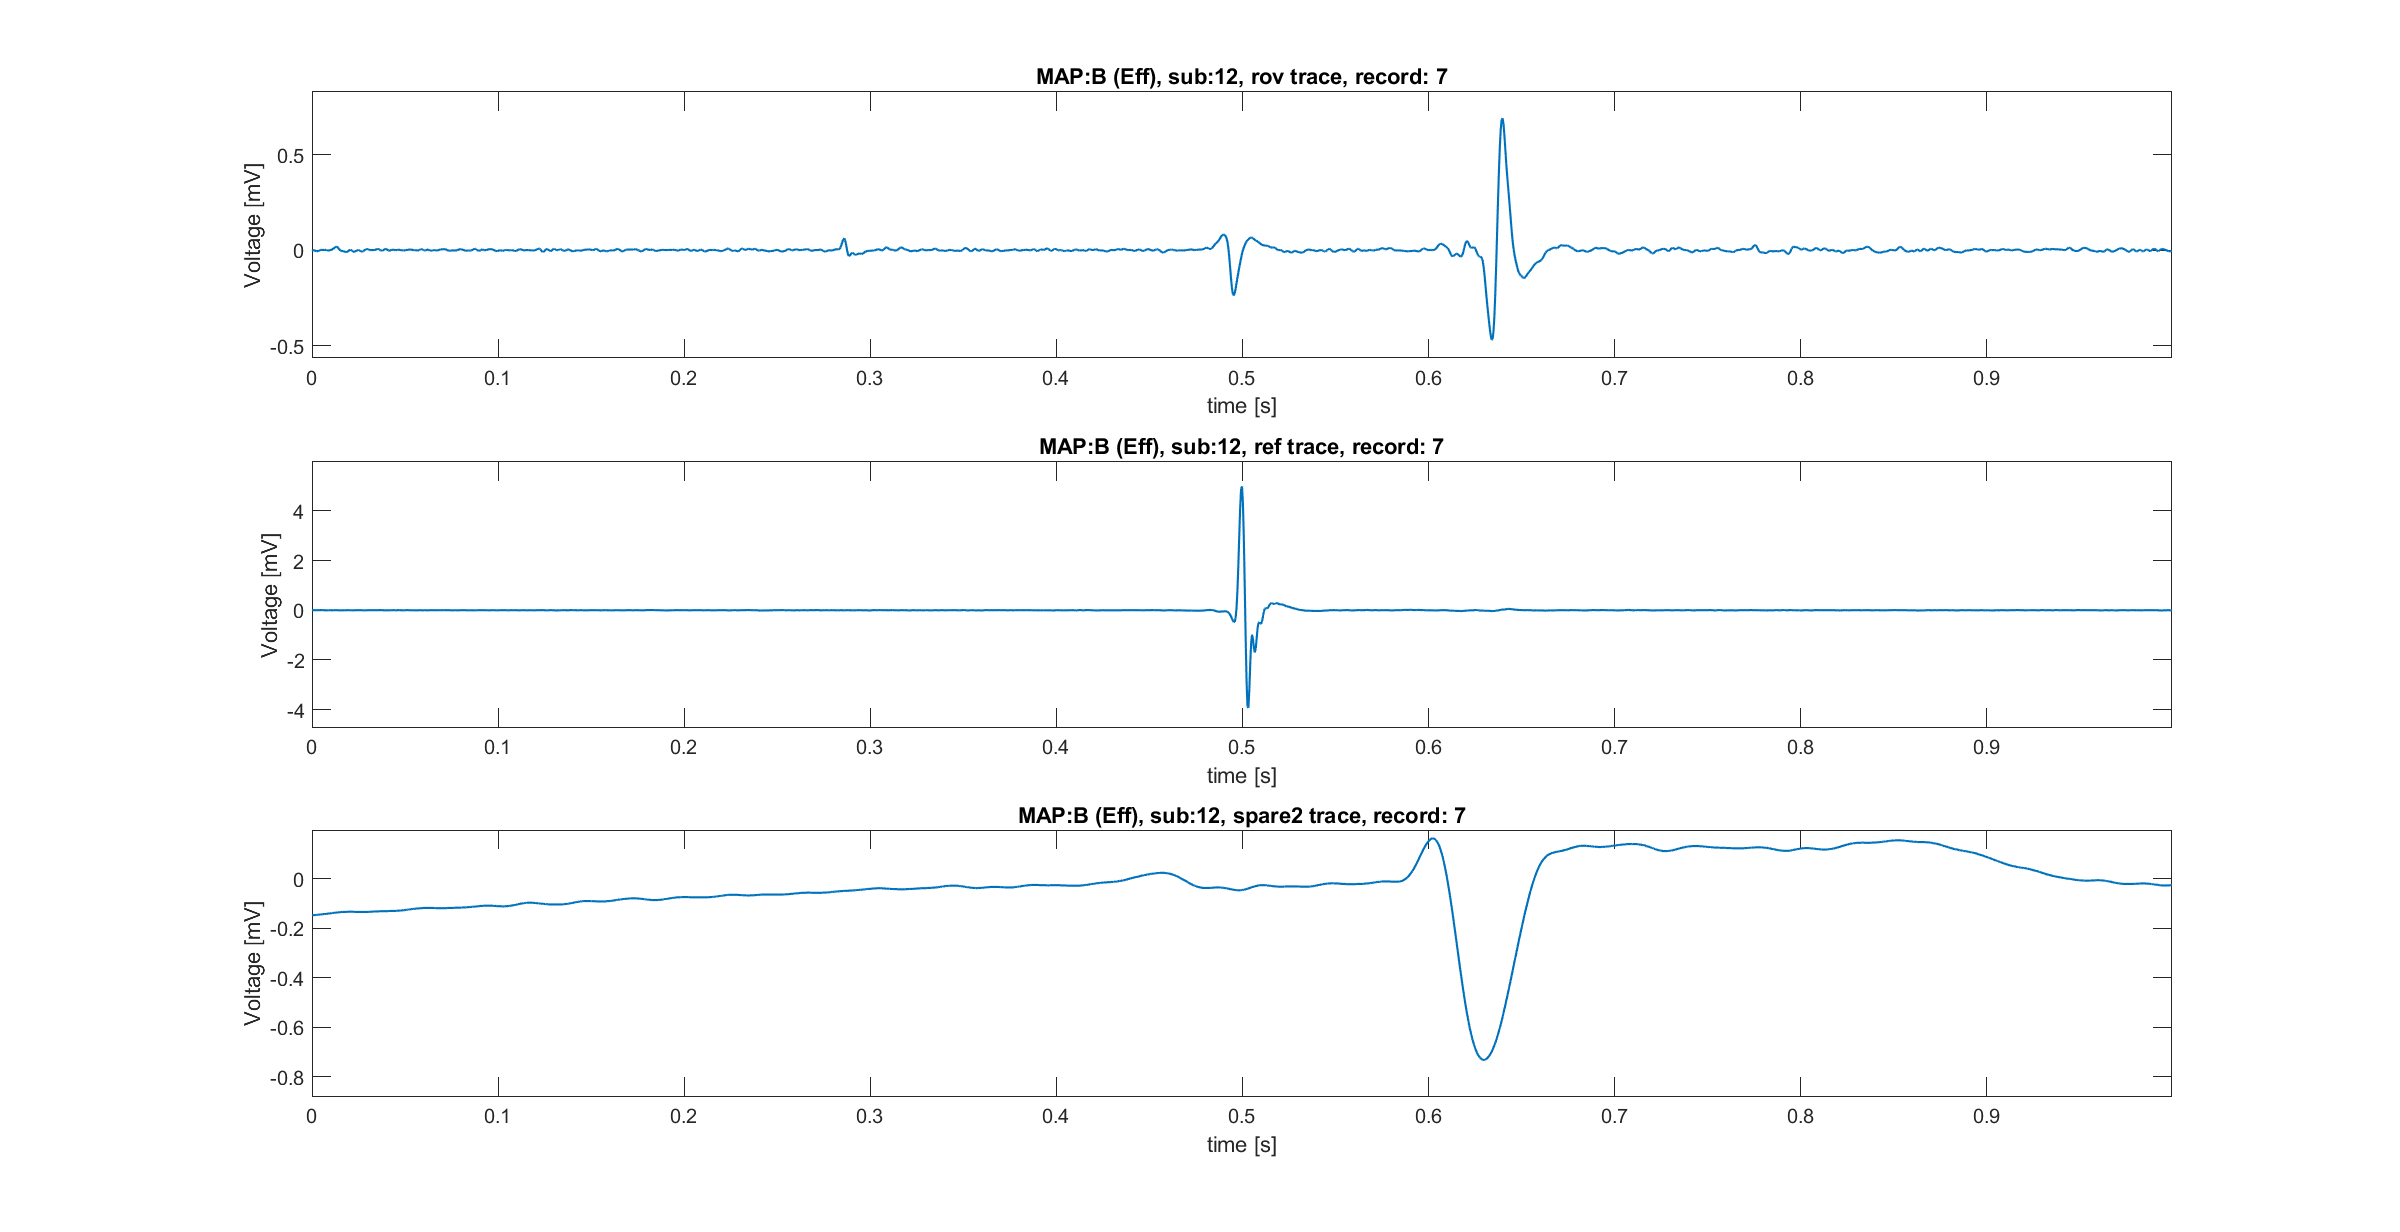 MAP:B (Eff), sub:12, rov trace, record: 7
Voltage [mV]
0.5
0
-0.5
0 0.1 0.2 0.3 0.4 0.5 0.6 0.7 0.8 0.9
time [s]
MAP:B (Eff), sub:12, ref trace, record: 7
Voltage [mV]
4
2
0
-2
-4
0 0.1 0.2 0.3 0.4 0.5 0.6 0.7 0.8 0.9
time [s]
MAP:B (Eff), sub:12, spare2 trace, record: 7
Voltage [mV]
0
-0.2
-0.4
-0.6
-0.8
0 0.1 0.2 0.3 0.4 0.5 0.6 0.7 0.8 0.9
time [s]